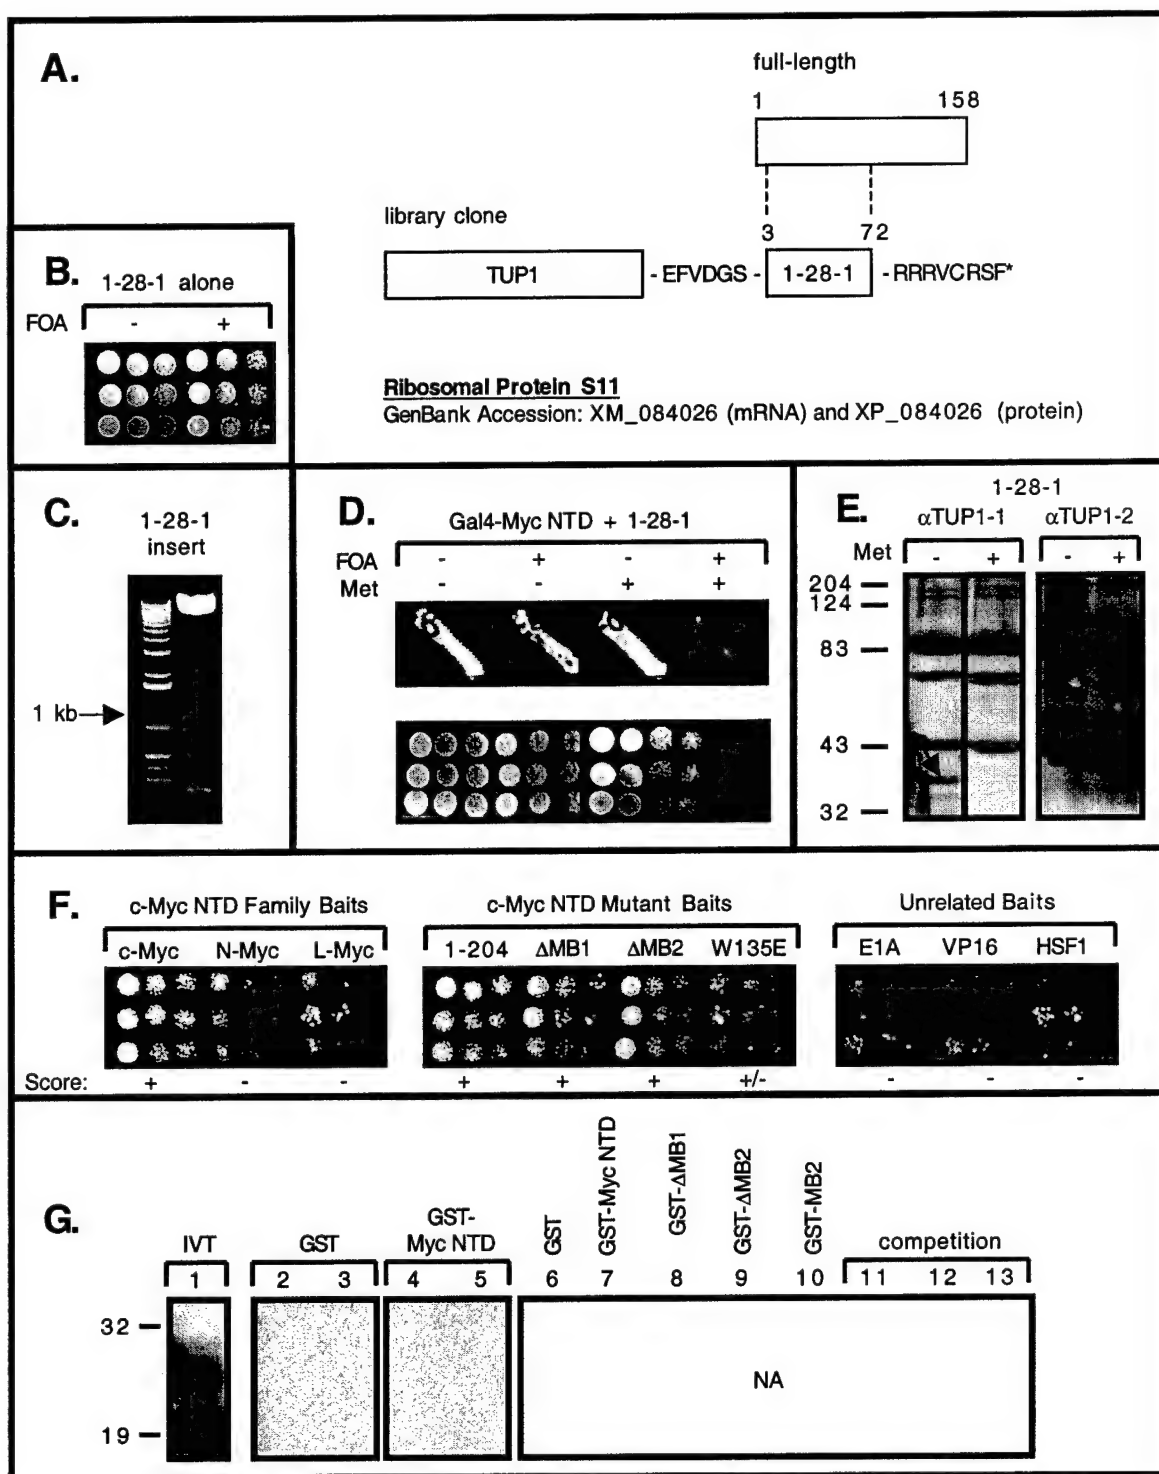 A.
full-length
1 158
library clone
3 72
TUP1 - EFVDGS - 1-28-1 -RRRVCRSF*
Ribosomal Protein S11
GenBank Accession: XM_084026 (mRNA) and XP_084026 (protein)
B.
1-28-1 alone
FOA - +
C.
1-28-1
insert
1 kb
D.
Gal4-Myc NTD + 1-28-1
FOA - + - +
Met - - + +
E.
1-28-1
αTUP1-1 αTUP1-2
Met - + - +
204
124
83
43
32
F.
c-Myc NTD Family Baits c-Myc NTD Mutant Baits Unrelated Baits
c-Myc N-Myc L-Myc 1-204 ΔMB1 ΔMB2 W135E E1A VP16 HSF1
Score: + - - + + + +/- - - -
G.
IVT GST GST-
Myc NTD GST GST-Myc NTD GST-ΔMB1 GST-ΔMB2 GST-MB2 competition
1 2 3 4 5 6 7 8 9 10 11 12 13
32
19
NA